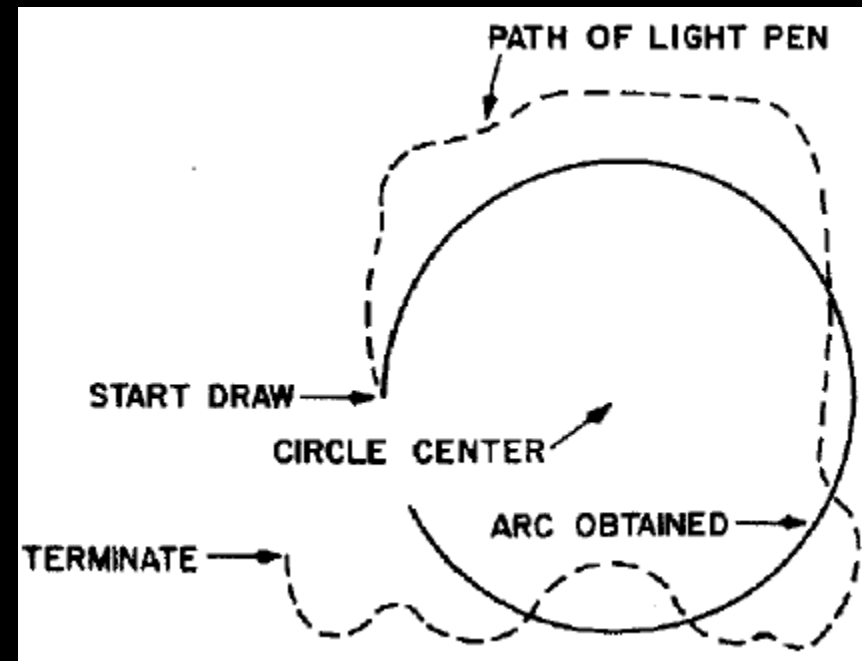 PATH OF LIGHT PEN
START DRAW
CIRCLE CENTER
ARC OBTAINED
TERMINATE